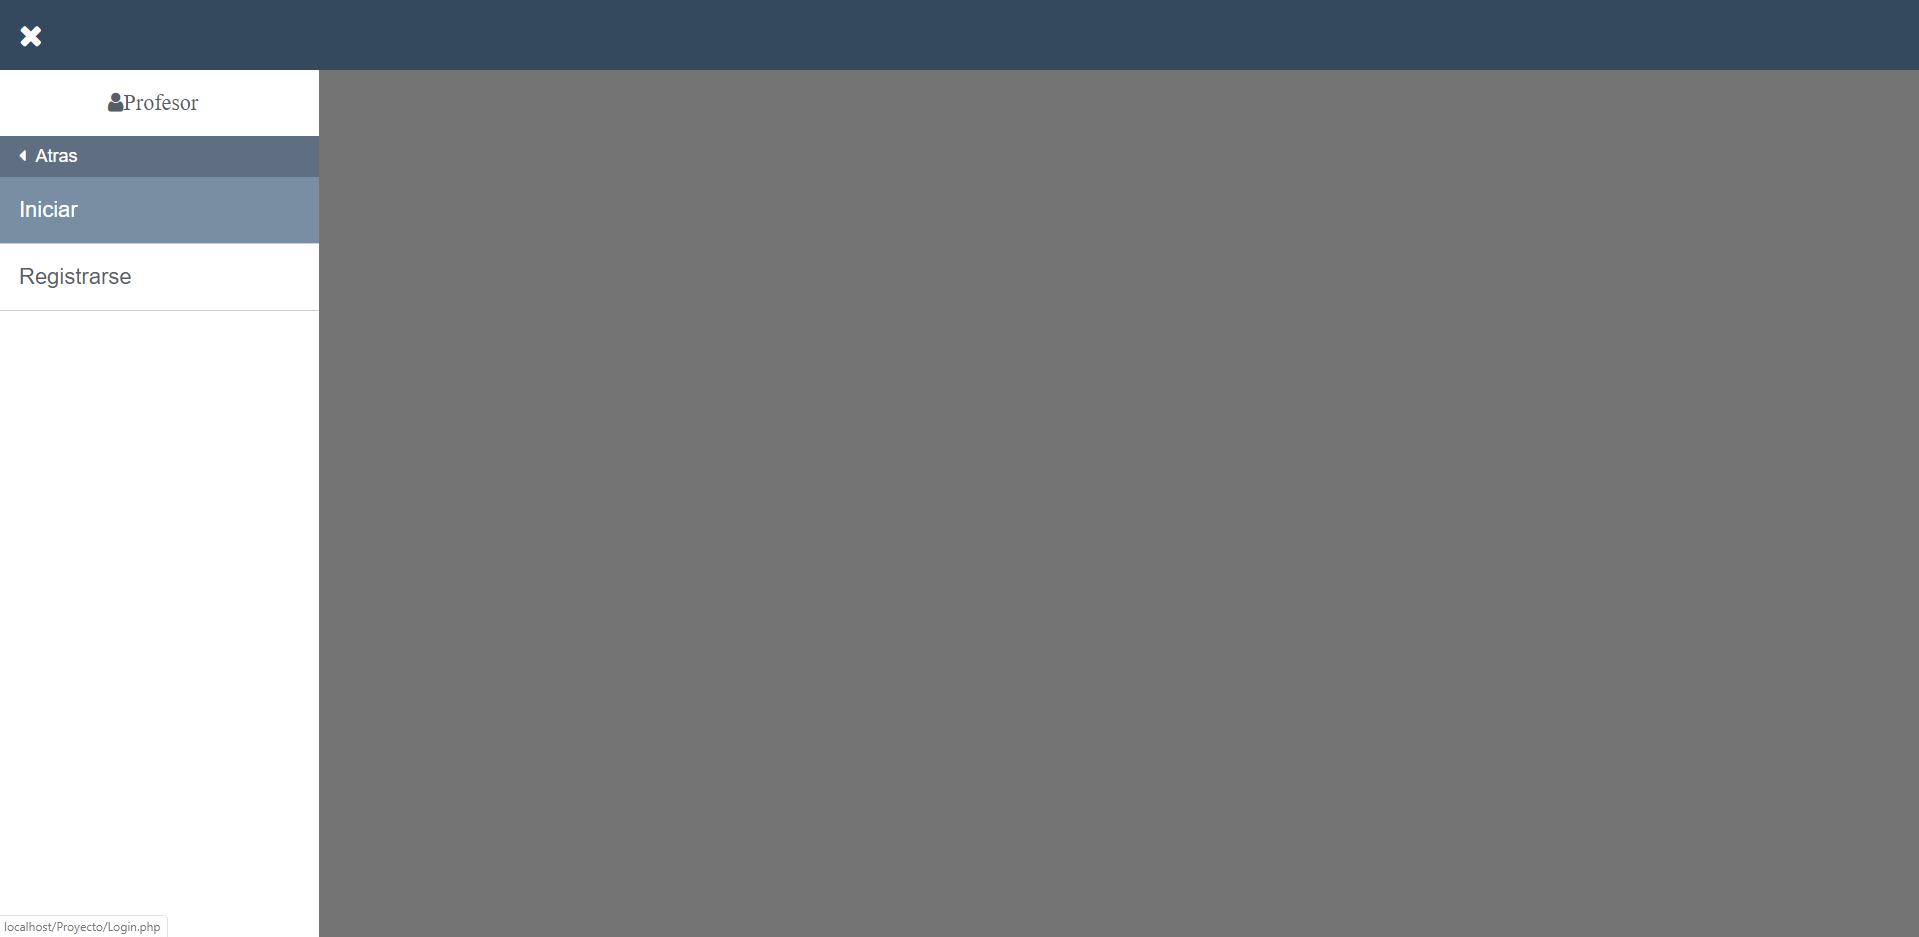 Profesor
Atras
Iniciar
Registrarse
localhost/Proyecto/Login.php